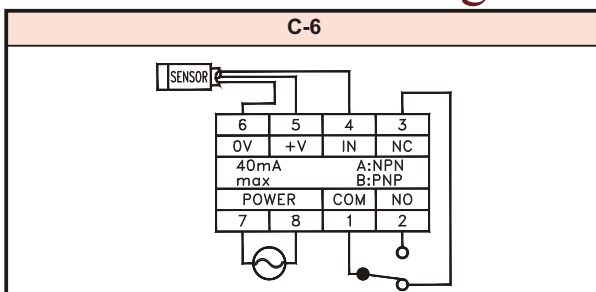 C-6
SENSOR
6 5 4 3
0V +V IN NC
40mA A:NPN
max B:PNP
POWER COM NO
7 8 1 2